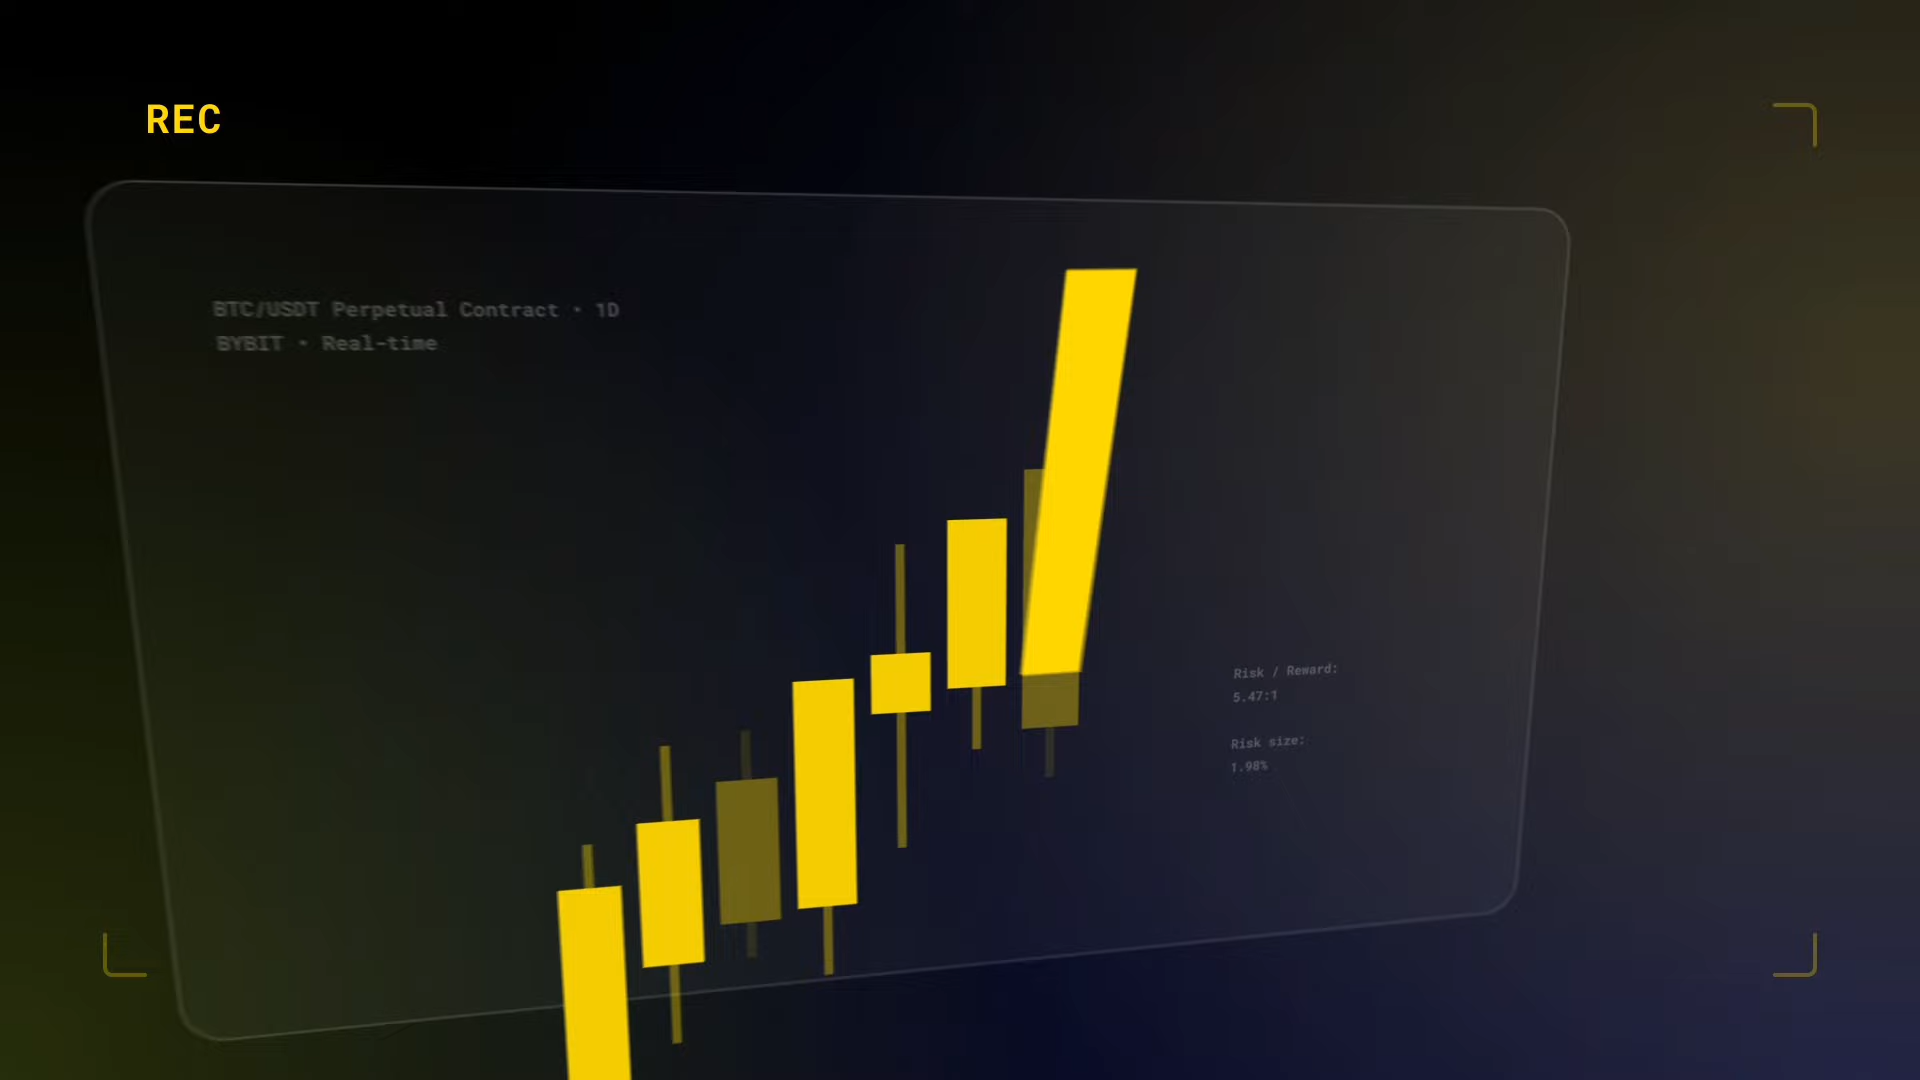 REC
BTC/USDT Perpetual Contract • 1D
BYBIT • Real-time
Risk / Reward:
5.47:1
Risk size:
1.98%